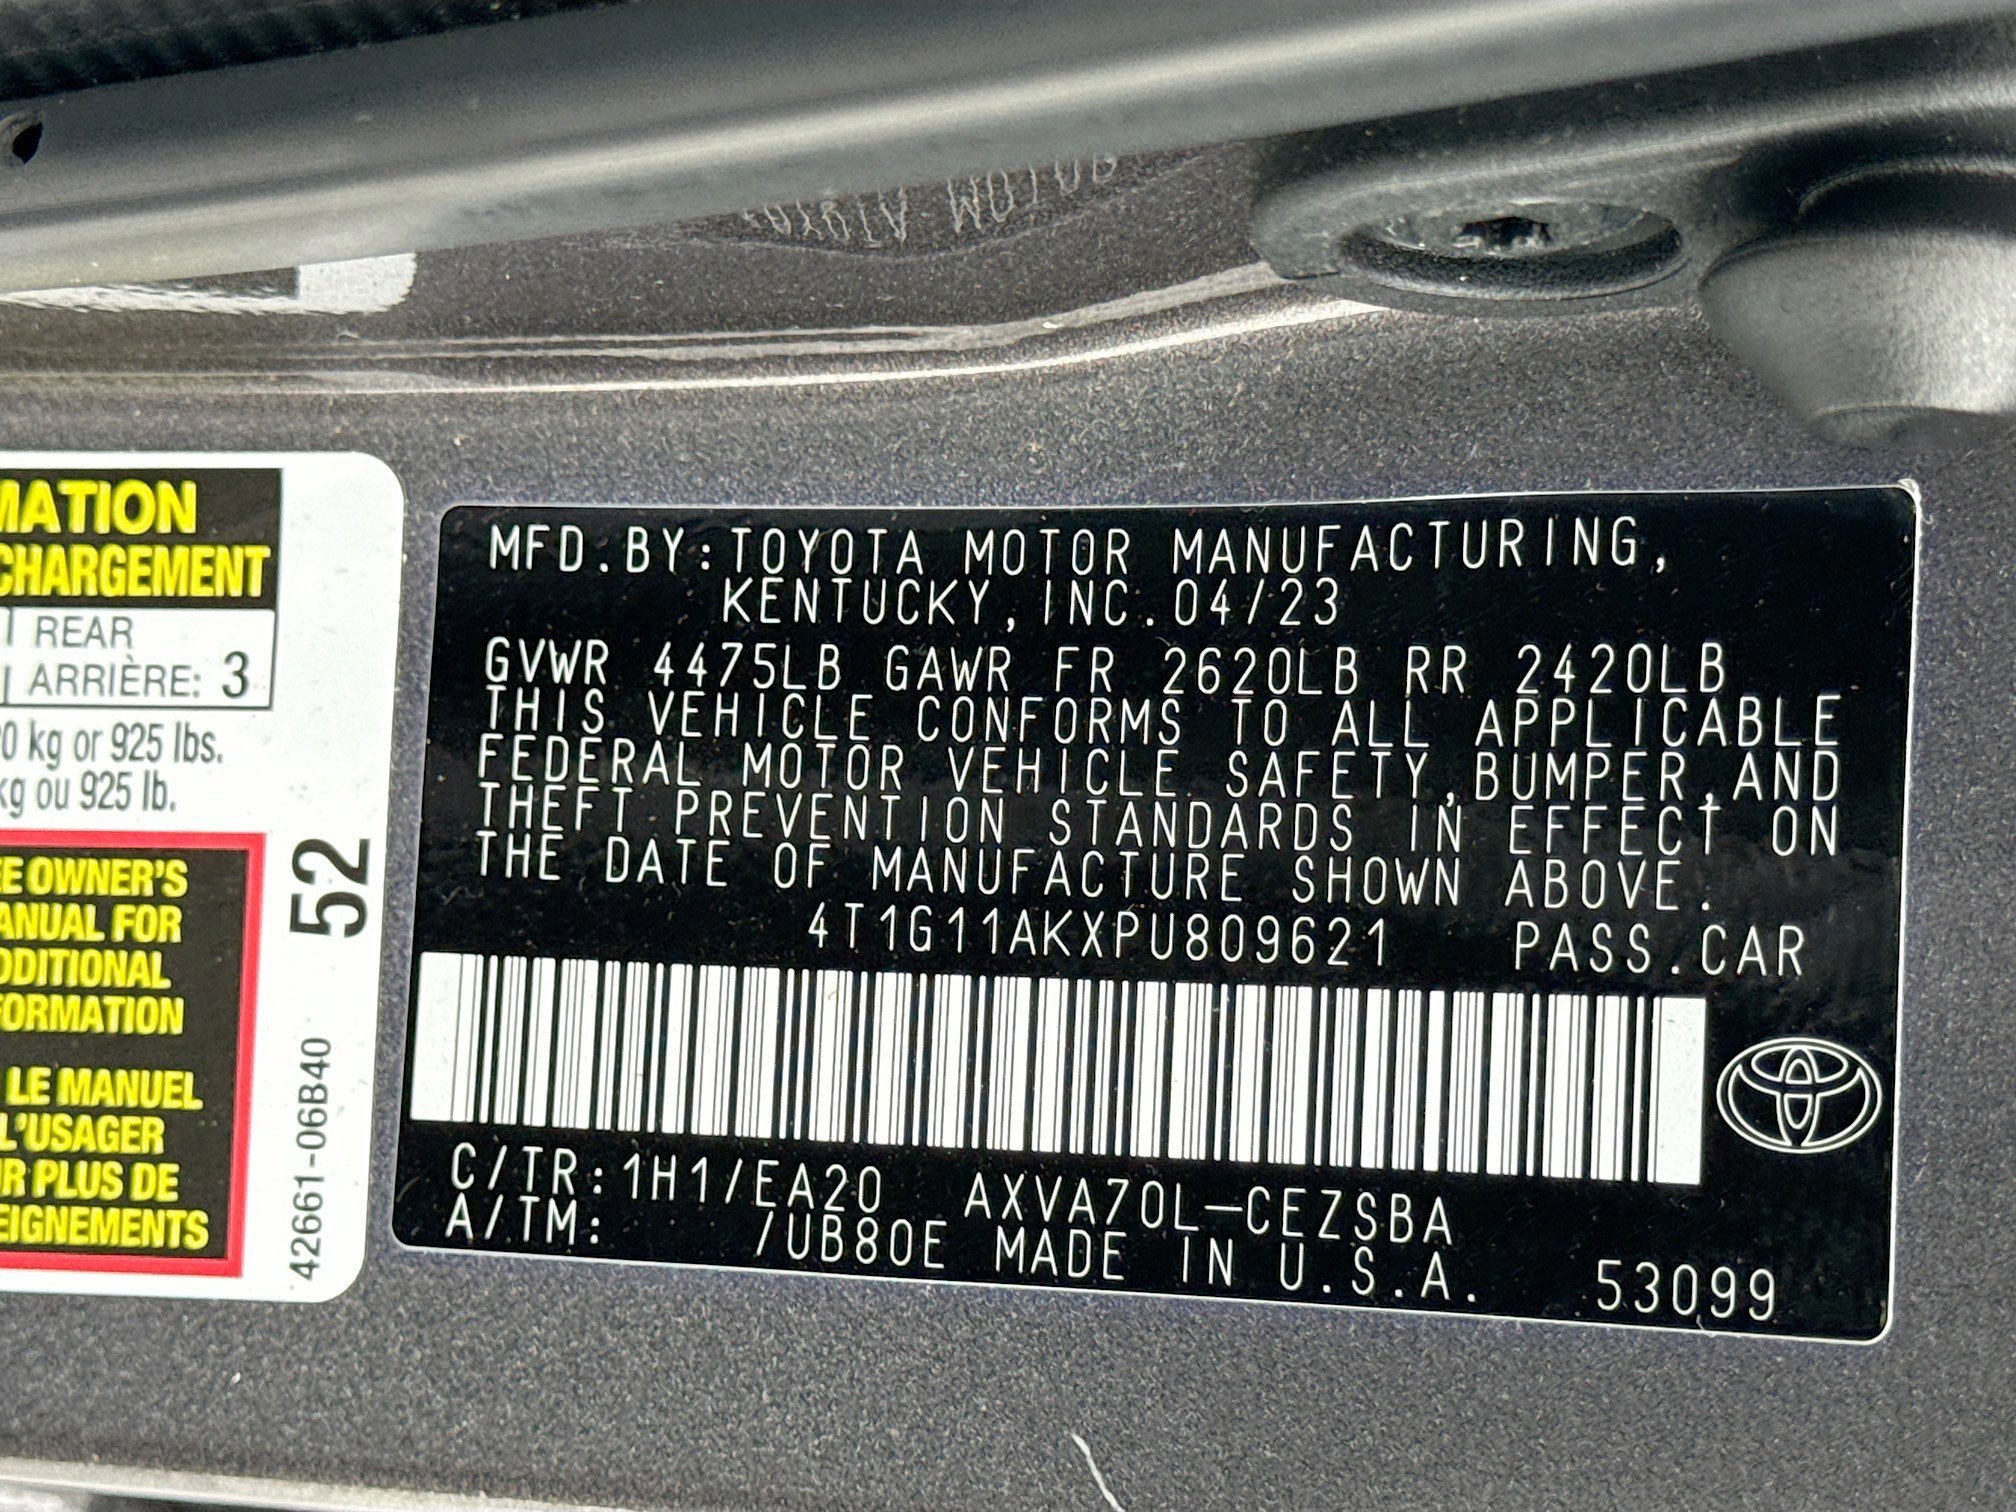 TOYOTA MOTOR
MATION
CHARGEMENT
REAR
ARRIÈRE: 3
0 kg or 925 lbs.
kg ou 925 lb.
EE OWNER'S
ANUAL FOR
DDITIONAL
FORMATION
LE MANUEL
L'USAGER
R PLUS DE
EIGNEMENTS
52
42661-06B40
MFD.BY:TOYOTA MOTOR MANUFACTURING,
KENTUCKY,INC.04/23
GVWR 4475LB GAWR FR 2620LB RR 2420LB
THIS VEHICLE CONFORMS TO ALL APPLICABLE
FEDERAL MOTOR VEHICLE SAFETY,BUMPER,AND
THEFT PREVENTION STANDARDS IN EFFECT ON
THE DATE OF MANUFACTURE SHOWN ABOVE.
4T1G11AKXPU809621 PASS.CAR
C/TR:1H1/EA20 AXVA70L-CEZSBA
A/TM: /UB80E MADE IN U.S.A. 53099